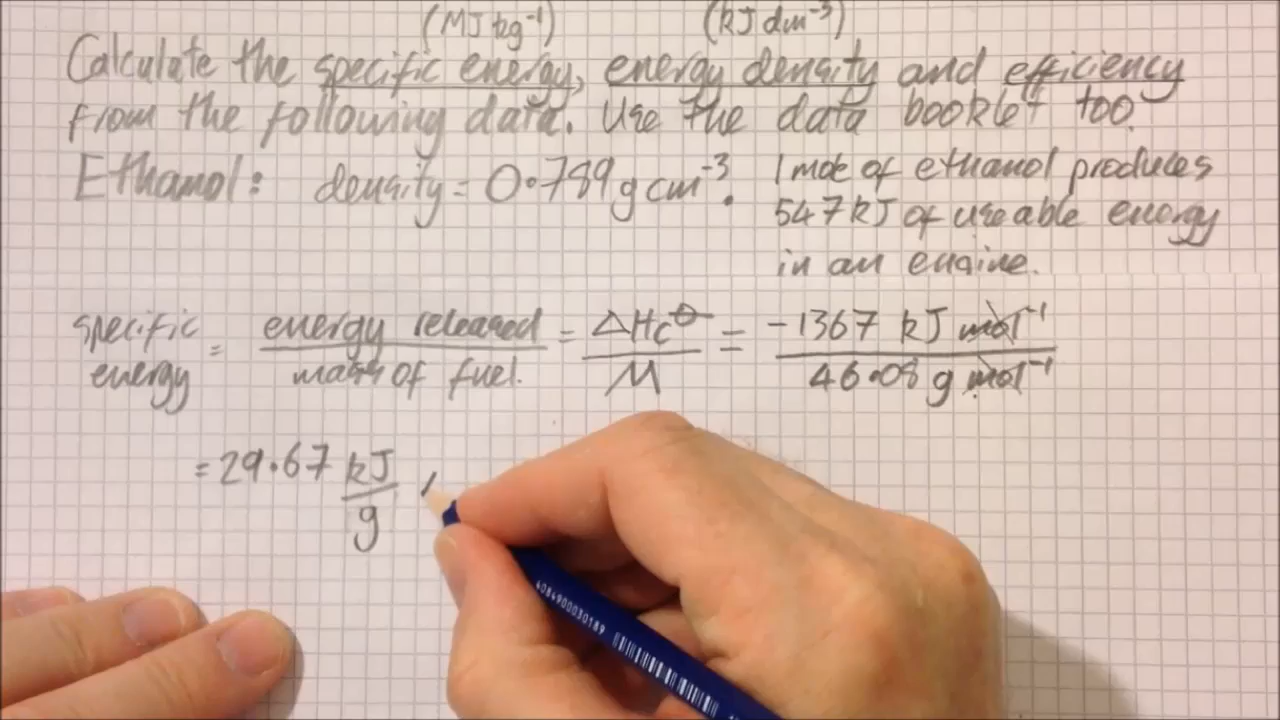 (MJ kg⁻¹) (kJ dm⁻³)
Calculate the specific energy, energy density and efficiency
from the following data. Use the data booklet too.
Ethanol: density = 0.789 g cm⁻³.
1 mole of ethanol produces
547 kJ of useable energy
in an engine.
specific energy = energy released / mass of fuel. = ΔHc⦵ / M = -1367 kJ mol⁻¹ / 46.08 g mol⁻¹
= 29.67 kJ / g
4084900030189